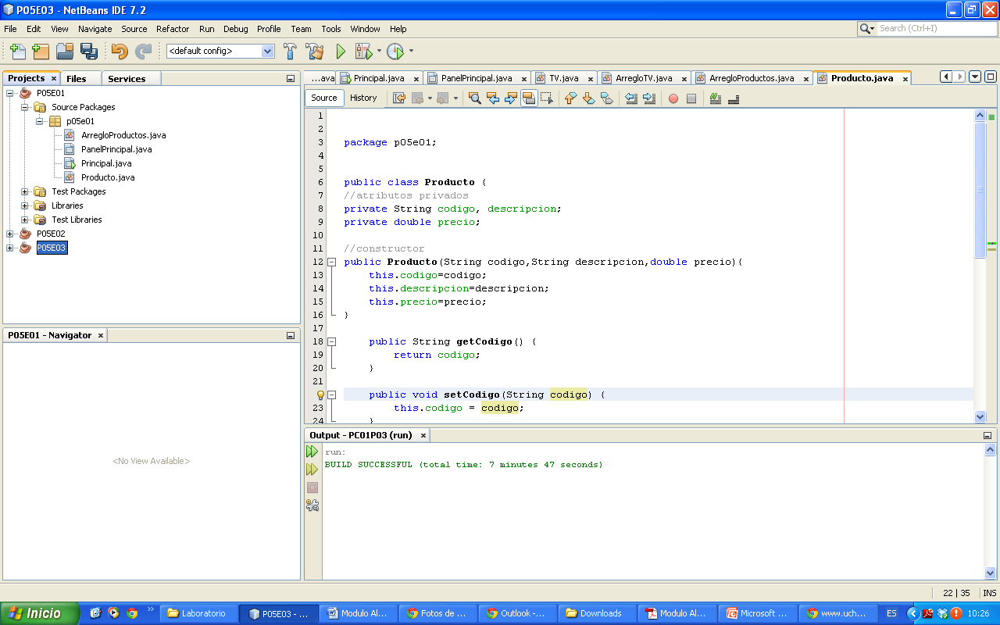 P05E03 - NetBeans IDE 7.2
File Edit View Navigate Source Refactor Run Debug Profile Team Tools Window Help
Search (Ctrl+I)
<default config>
Projects Files Services
P05E01
Source Packages
p05e01
ArregloProductos.java
PanelPrincipal.java
Principal.java
Producto.java
Test Packages
Libraries
Test Libraries
P05E02
P05E03
P05E01 - Navigator
<No View Available>
...ava Principal.java PanelPrincipal.java TV.java ArregloTV.java ArregloProductos.java Producto.java
Source History
1
2
3 package p05e01;
4
5
6 public class Producto {
7 //atributos privados
8 private String codigo, descripcion;
9 private double precio;
10
11 //constructor
12 public Producto(String codigo,String descripcion,double precio){
13 this.codigo=codigo;
14 this.descripcion=descripcion;
15 this.precio=precio;
16 }
17
18 public String getCodigo() {
19 return codigo;
20 }
21
public void setCodigo(String codigo) {
23 this.codigo = codigo;
24 }
Output - PC01P03 (run)
run:
BUILD SUCCESSFUL (total time: 7 minutes 47 seconds)
22 | 35 INS
Inicio » Laboratorio P05E03 - ... Modulo Al... Fotos de ... Outlook -... Downloads Modulo Al... Microsoft ... www.uch... ES 10:26